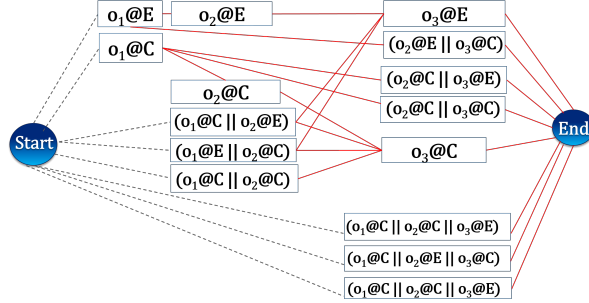 o₁@E
o₂@E
o₃@E
o₁@C
(o₂@E || o₃@C)
(o₂@C || o₃@E)
o₂@C
(o₂@C || o₃@C)
(o₁@C || o₂@E)
Start
End
(o₁@E || o₂@C)
o₃@C
(o₁@C || o₂@C)
(o₁@C || o₂@C || o₃@E)
(o₁@C || o₂@E || o₃@C)
(o₁@C || o₂@C || o₃@E)